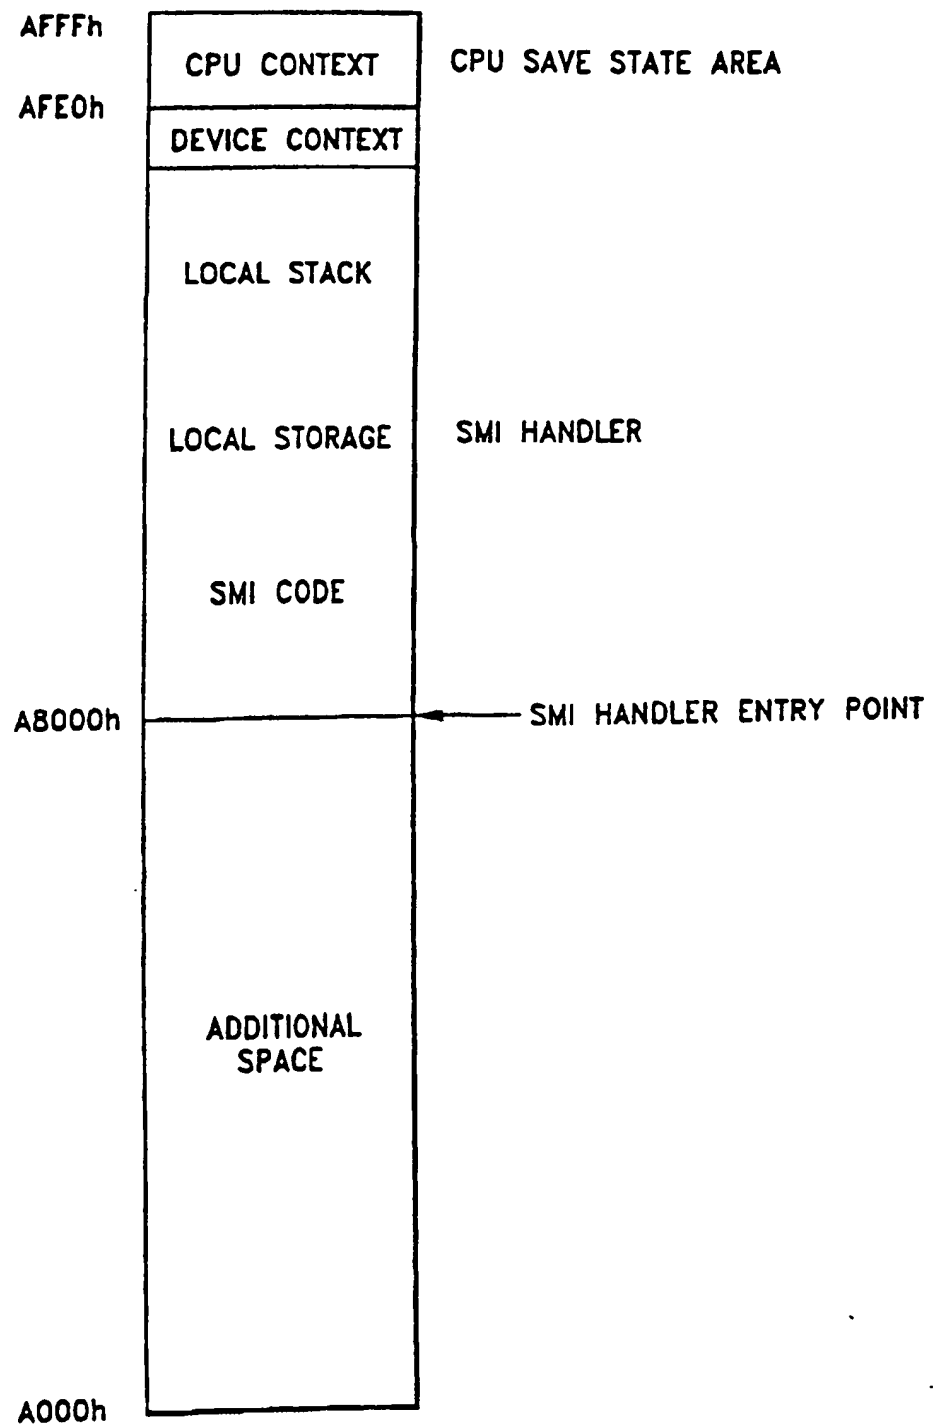 AFFFh
CPU CONTEXT
CPU SAVE STATE AREA
AFE0h
DEVICE CONTEXT
LOCAL STACK
LOCAL STORAGE
SMI HANDLER
SMI CODE
A8000h
SMI HANDLER ENTRY POINT
ADDITIONAL
SPACE
A000h